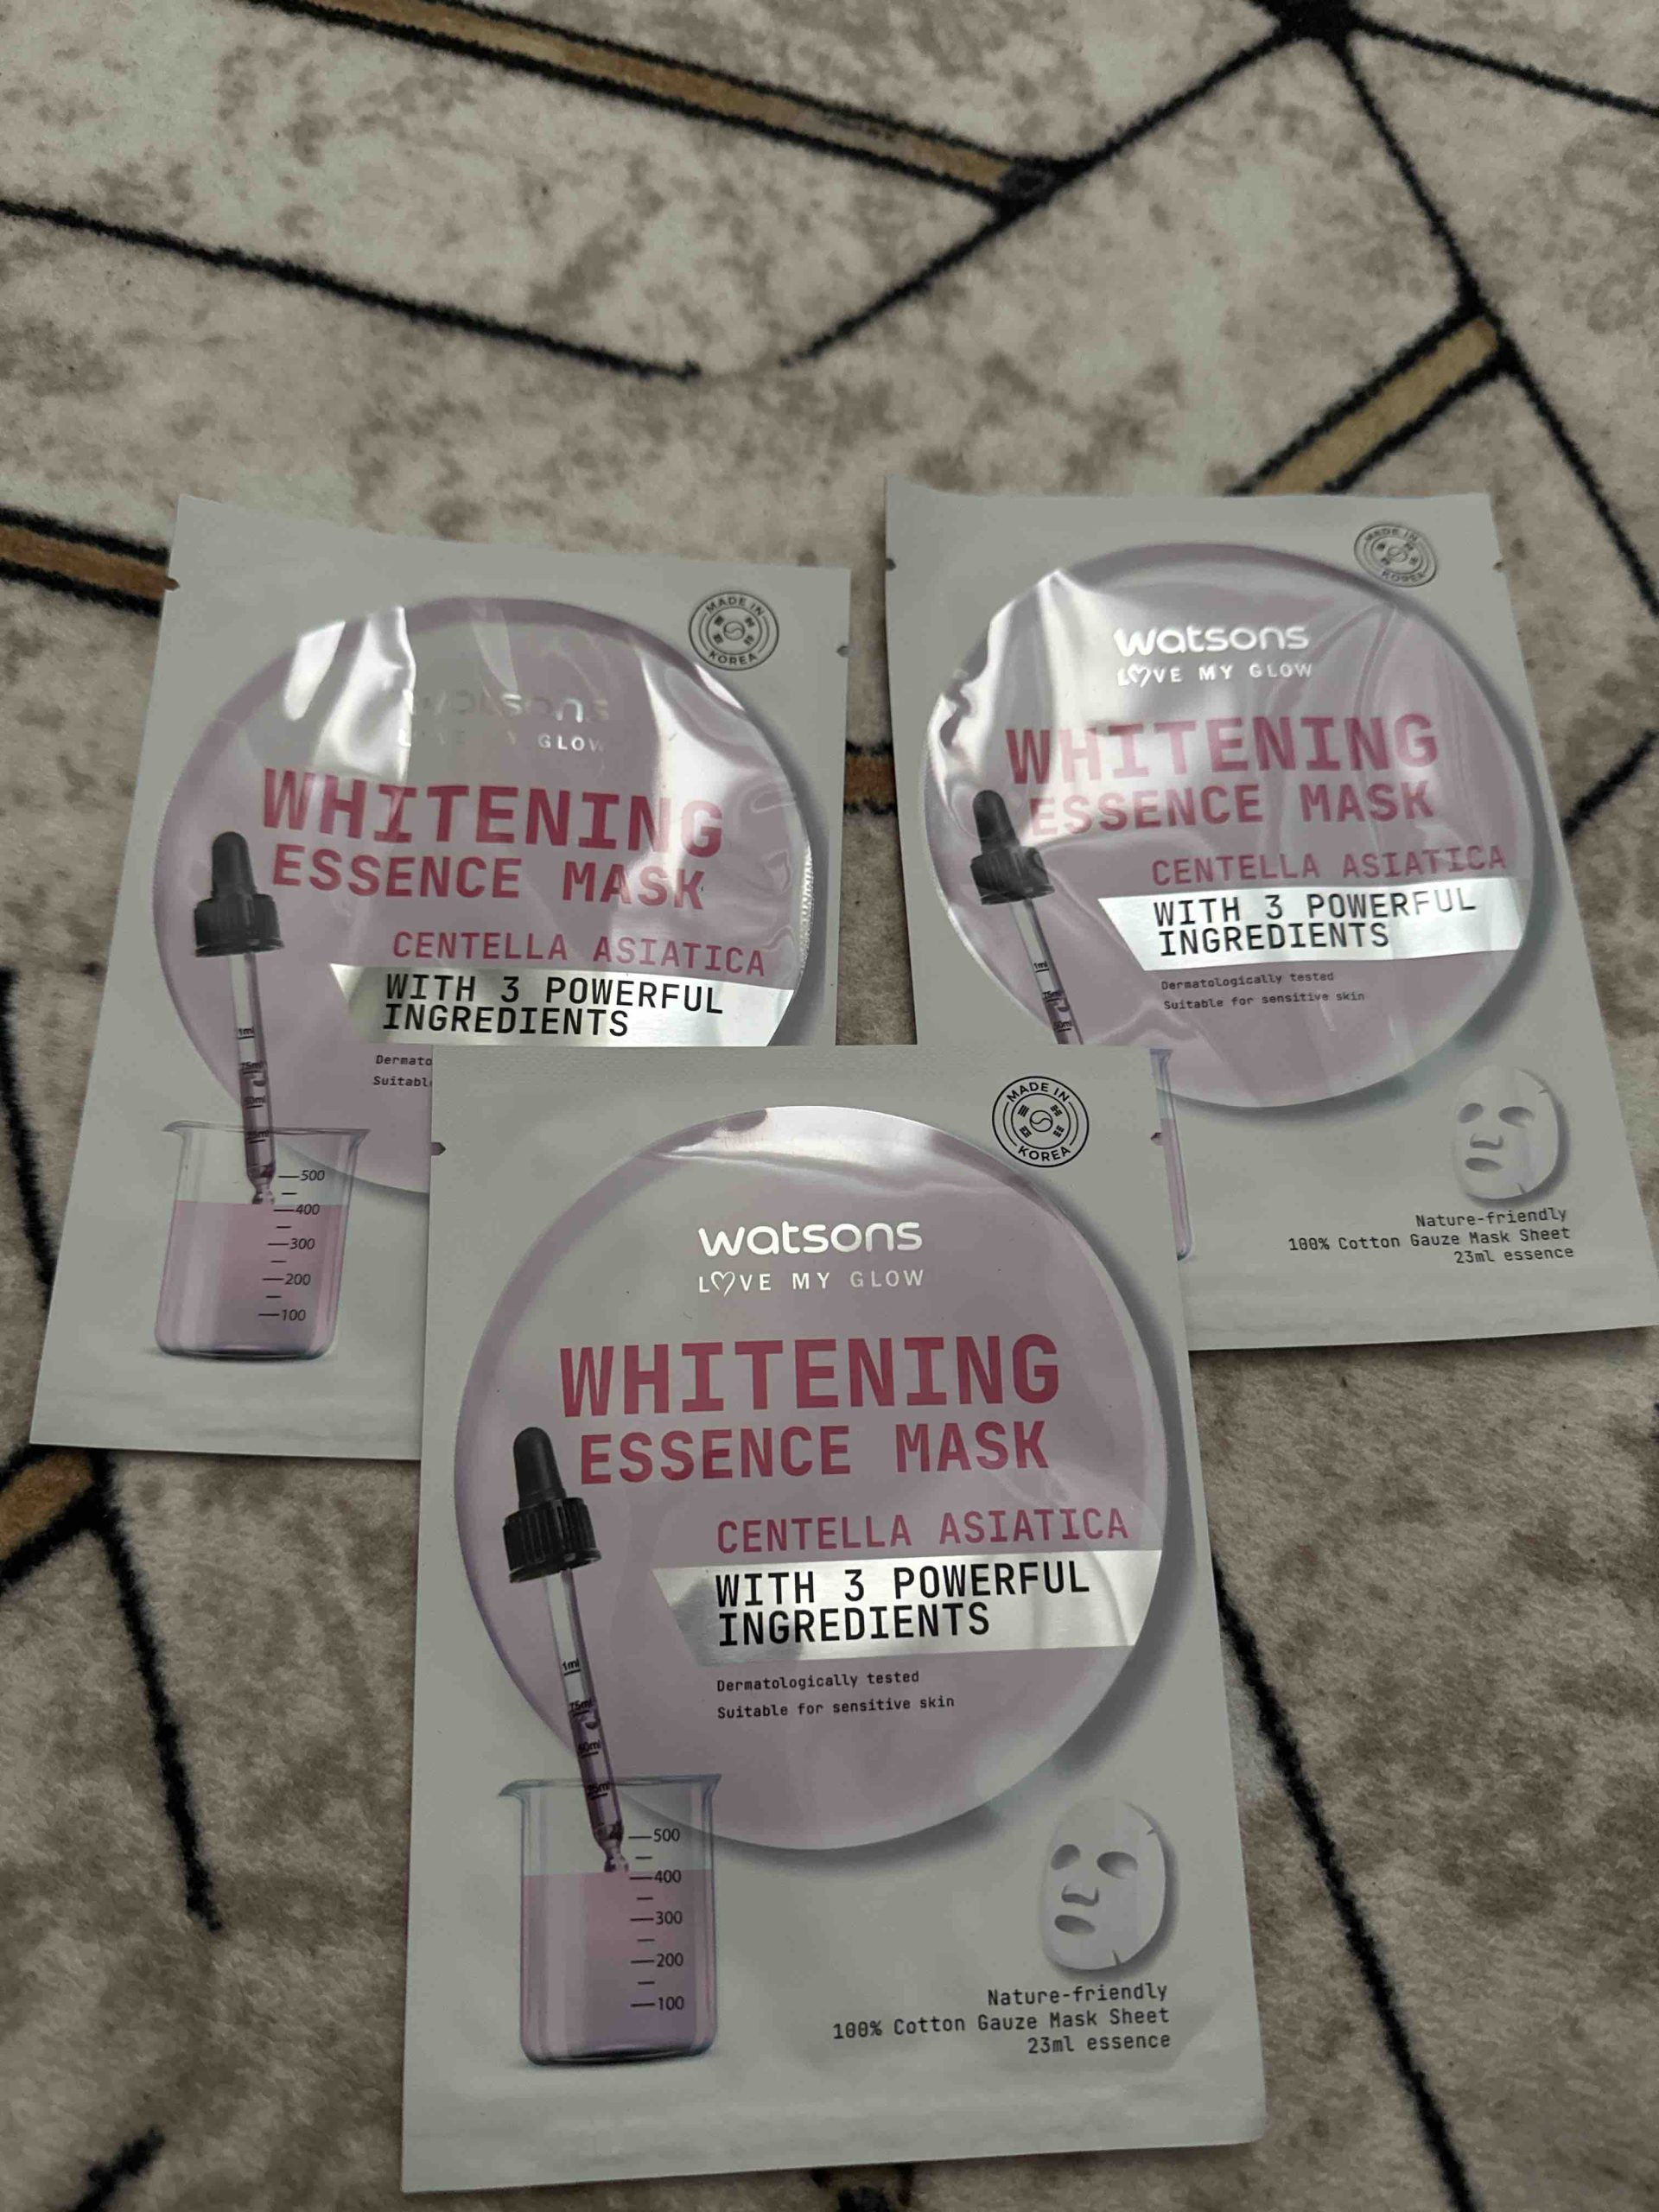 MADE IN
KOREA
GLOW
WHITENING
ESSENCE MASK
CENTELLA ASIATICA
WITH 3 POWERFUL
INGREDIENTS
1ml
500
400
300
200
100
MADE IN
KOREA
watsons
LOVE MY GLOW
WHITENING
ESSENCE MASK
CENTELLA ASIATICA
WITH 3 POWERFUL
INGREDIENTS
Dermatologically tested
Suitable for sensitive skin
1ml
Nature-friendly
100% Cotton Gauze Mask Sheet
23ml essence
MADE IN
KOREA
watsons
LOVE MY GLOW
WHITENING
ESSENCE MASK
CENTELLA ASIATICA
WITH 3 POWERFUL
INGREDIENTS
Dermatologically tested
Suitable for sensitive skin
1ml
500
400
300
200
100
Nature-friendly
100% Cotton Gauze Mask Sheet
23ml essence